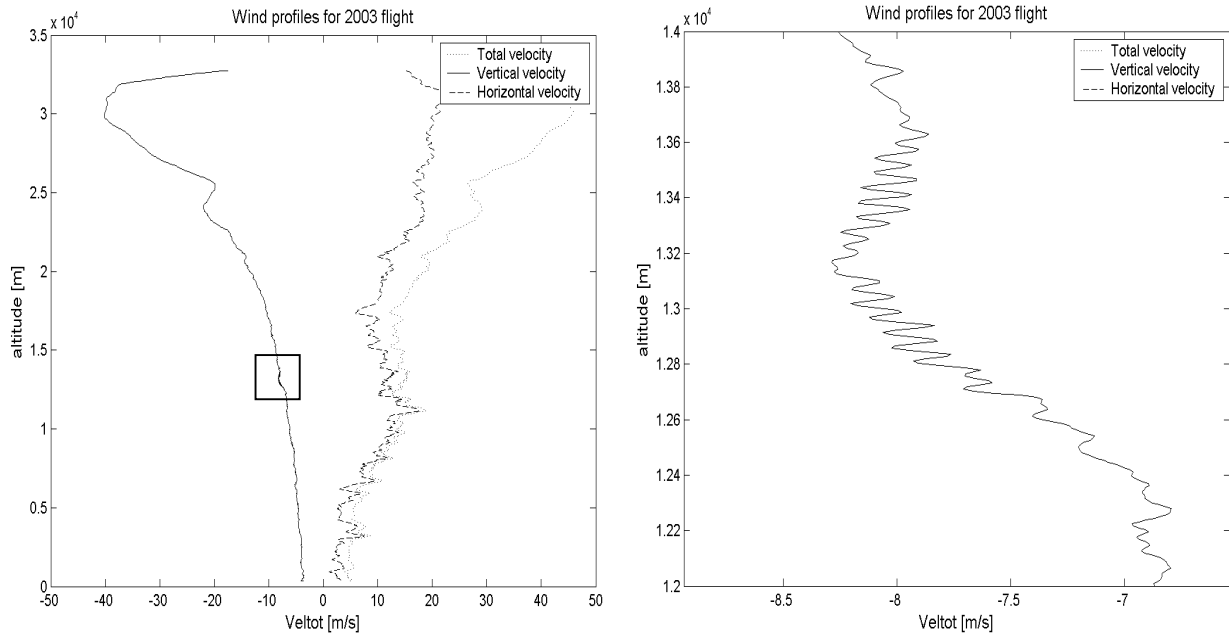 Wind profiles for 2003 flight
x 10⁴
3.5
3
2.5
2
1.5
1
0.5
0
altitude [m]
-50 -40 -30 -20 -10 0 10 20 30 40 50
Veltot [m/s]
Total velocity
Vertical velocity
Horizontal velocity
Wind profiles for 2003 flight
x 10⁴
1.4
1.38
1.36
1.34
1.32
1.3
1.28
1.26
1.24
1.22
1.2
altitude [m]
-8.5 -8 -7.5 -7
Veltot [m/s]
Total velocity
Vertical velocity
Horizontal velocity